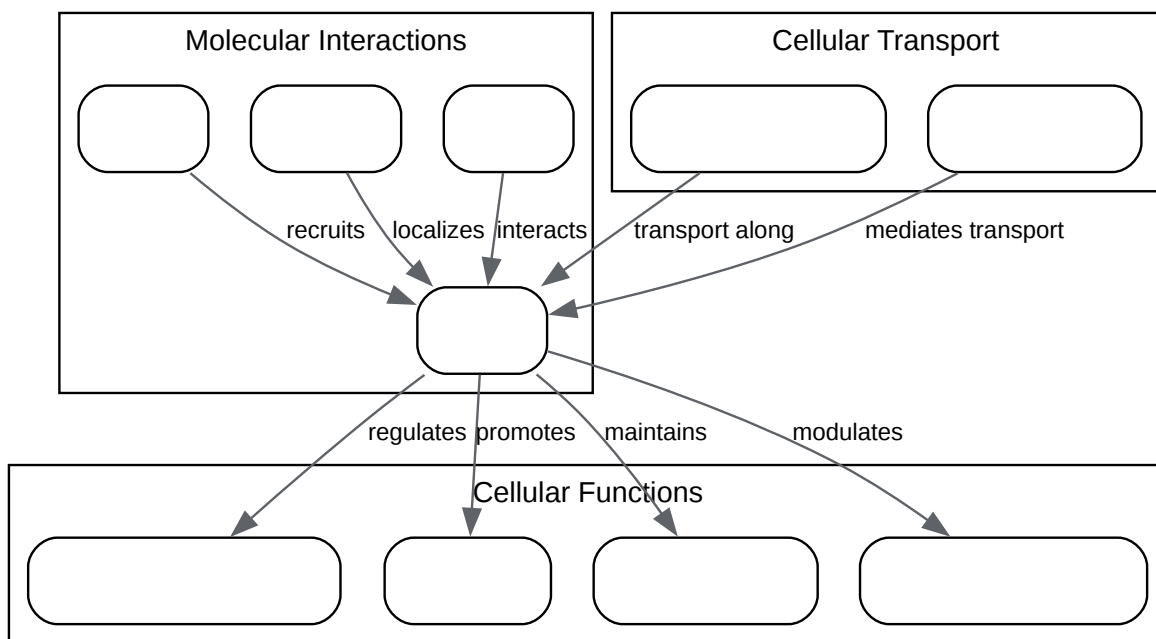 Molecular Interactions
Cellular Transport
recruits
localizes
interacts
transport along
mediates transport
regulates
promotes
maintains
modulates
Cellular Functions